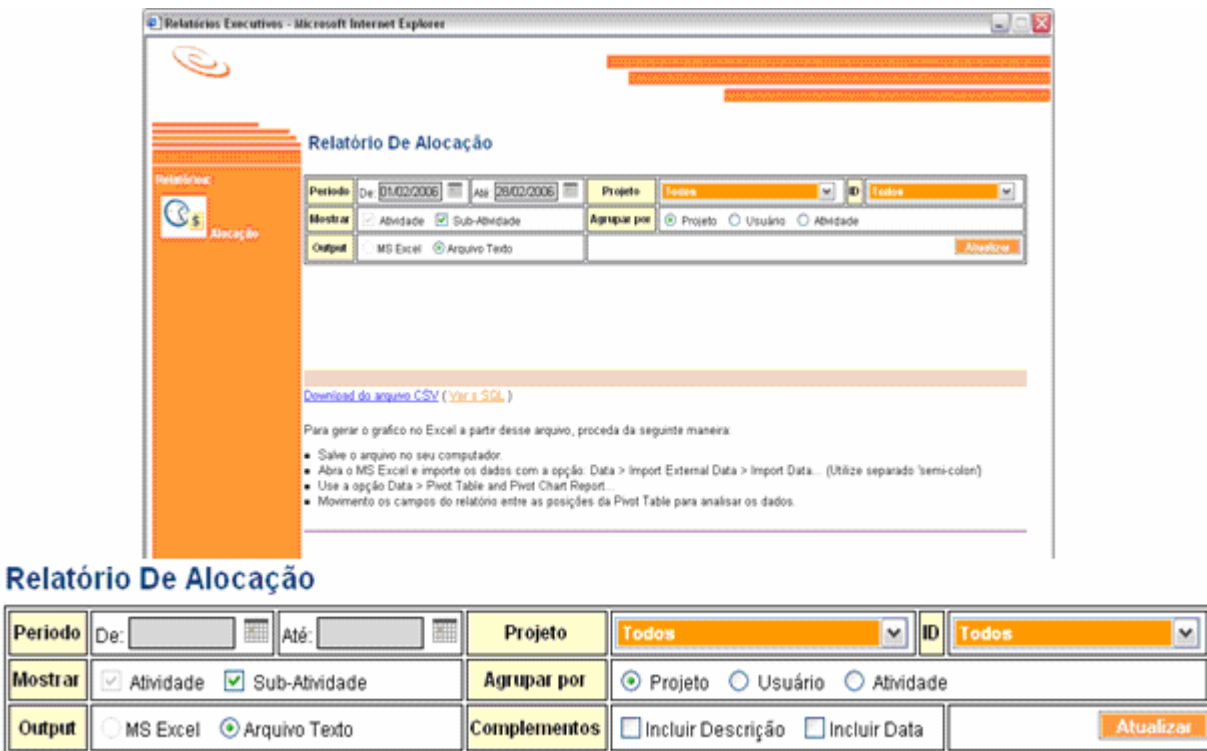 Relatórios Executivos - Microsoft Internet Explorer
Relatório De Alocação
Relatórios:
Alocação
Periodo De: 01/02/2006 Até: 28/02/2006 Projeto Todos ID Todos
Mostrar Atividade Sub-Atividade Agrupar por Projeto Usuário Atividade
Output MS Excel Arquivo Texto Atualizar
Download do arquivo CSV ( Ver o SQL )
Para gerar o grafico no Excel a partir desse arquivo, proceda da seguinte maneira:
Salve o arquivo no seu computador.
Abra o MS Excel e importe os dados com a opção: Data > Import External Data > Import Data... (Utilize separado 'semi-colon')
Use a opção Data > Pivot Table and Pivot Chart Report...
Movimento os campos do relatório entre as posições da Pivot Table para analisar os dados.
Relatório De Alocação
Periodo De: Até: Projeto Todos ID Todos
Mostrar Atividade Sub-Atividade Agrupar por Projeto Usuário Atividade
Output MS Excel Arquivo Texto Complementos Incluir Descrição Incluir Data Atualizar